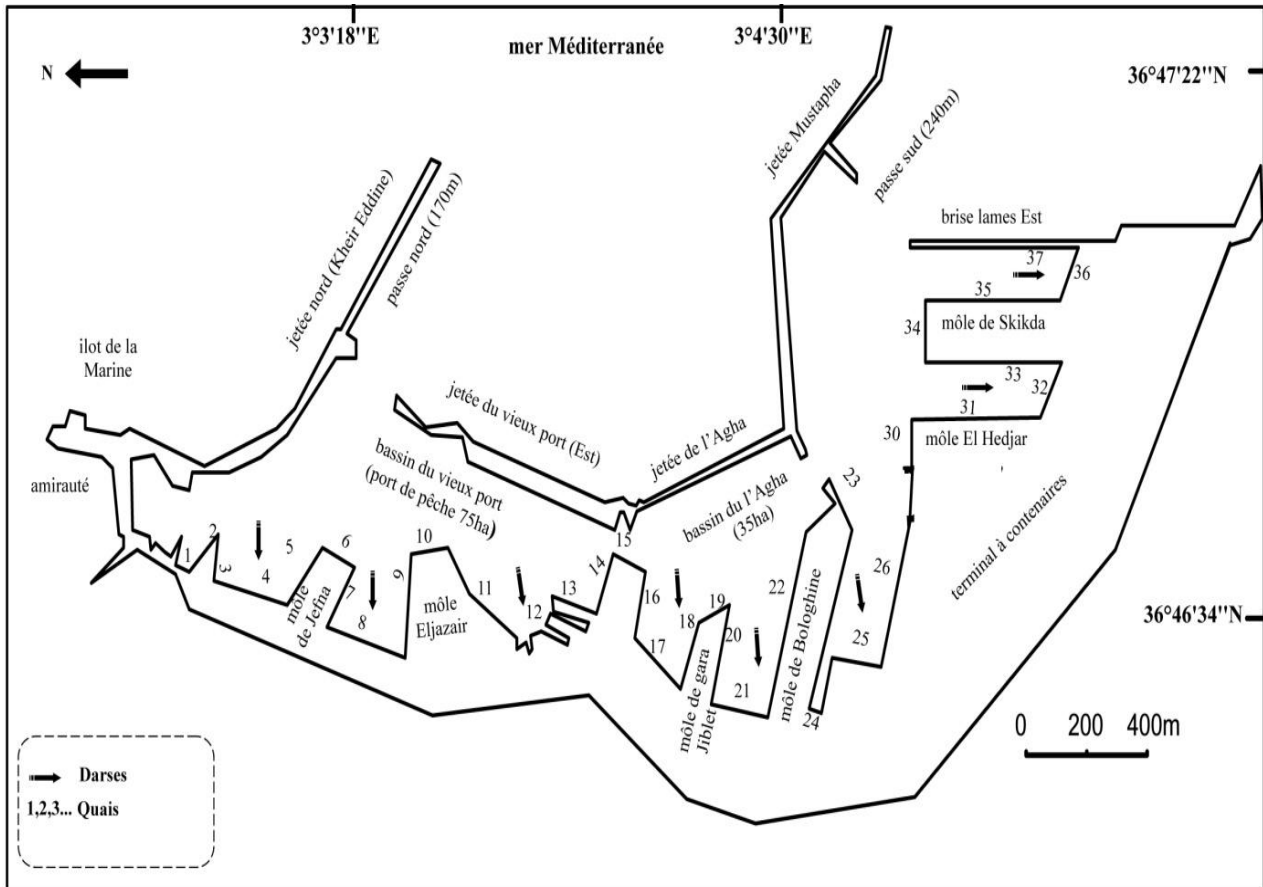 3°3'18''E
mer Méditerranée
3°4'30''E
N
36°47'22''N
jetée nord (Kheir Eddine)
passe nord (170m)
jetée Mustapha
passe sud (240m)
brise lames Est
37
36
35
34
môle de Skikda
33
32
31
30
môle El Hedjar
ilot de la
Marine
amirauté
jetée du vieux port (Est)
bassin du vieux port
(port de pêche 75ha)
jetée de l'Agha
bassin du l'Agha
(35ha)
23
1
2
3
4
5
6
môle
de Jefna
7
8
9
10
môle
Eljazair
11
12
13
14
15
16
17
18
19
20
môle de gara
Jiblet
21
22
môle de Bologhine
24
25
26
terminal à contenaires
36°46'34''N
0 200 400m
Darses
1,2,3... Quais